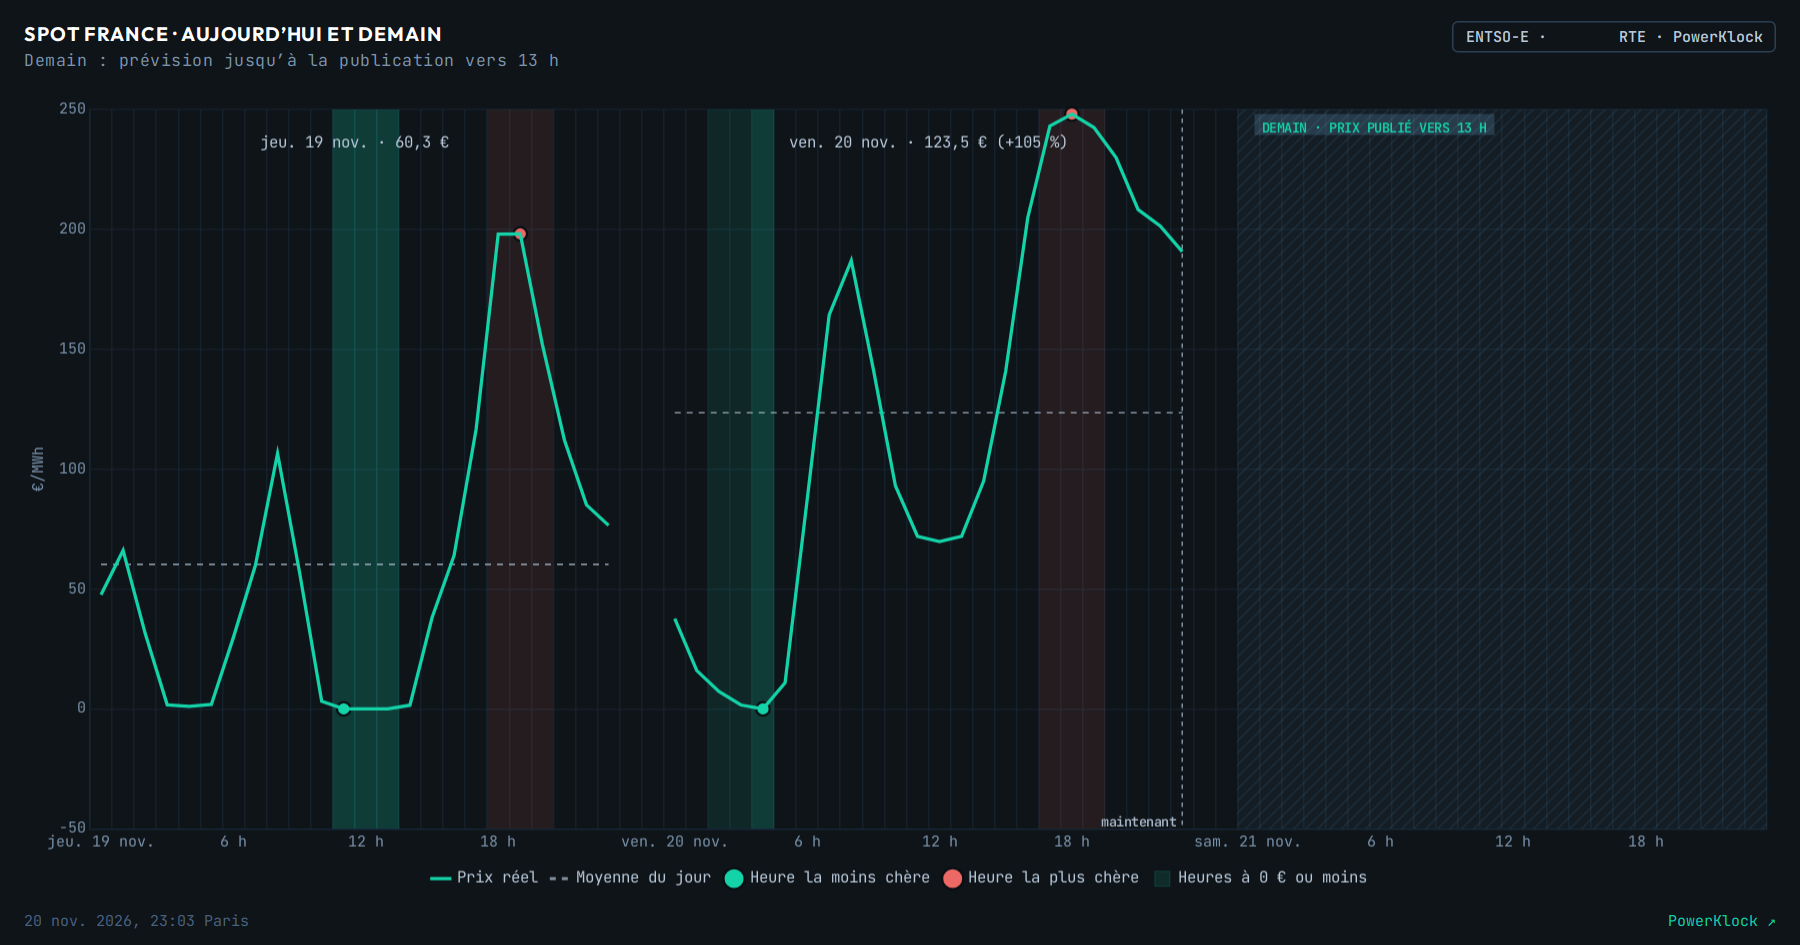 SPOT FRANCE · AUJOURD’HUI ET DEMAIN
Demain : prévision jusqu’à la publication vers 13 h
ENTSO-E · RTE · PowerKlock
250
200
150
100
50
0
-50
€/MWh
jeu. 19 nov. · 60,3 €
ven. 20 nov. · 123,5 € (+105 %)
DEMAIN · PRIX PUBLIÉ VERS 13 H
maintenant
jeu. 19 nov.
6 h
12 h
18 h
ven. 20 nov.
6 h
12 h
18 h
sam. 21 nov.
6 h
12 h
18 h
Prix réel
Moyenne du jour
Heure la moins chère
Heure la plus chère
Heures à 0 € ou moins
20 nov. 2026, 23:03 Paris
PowerKlock ↗